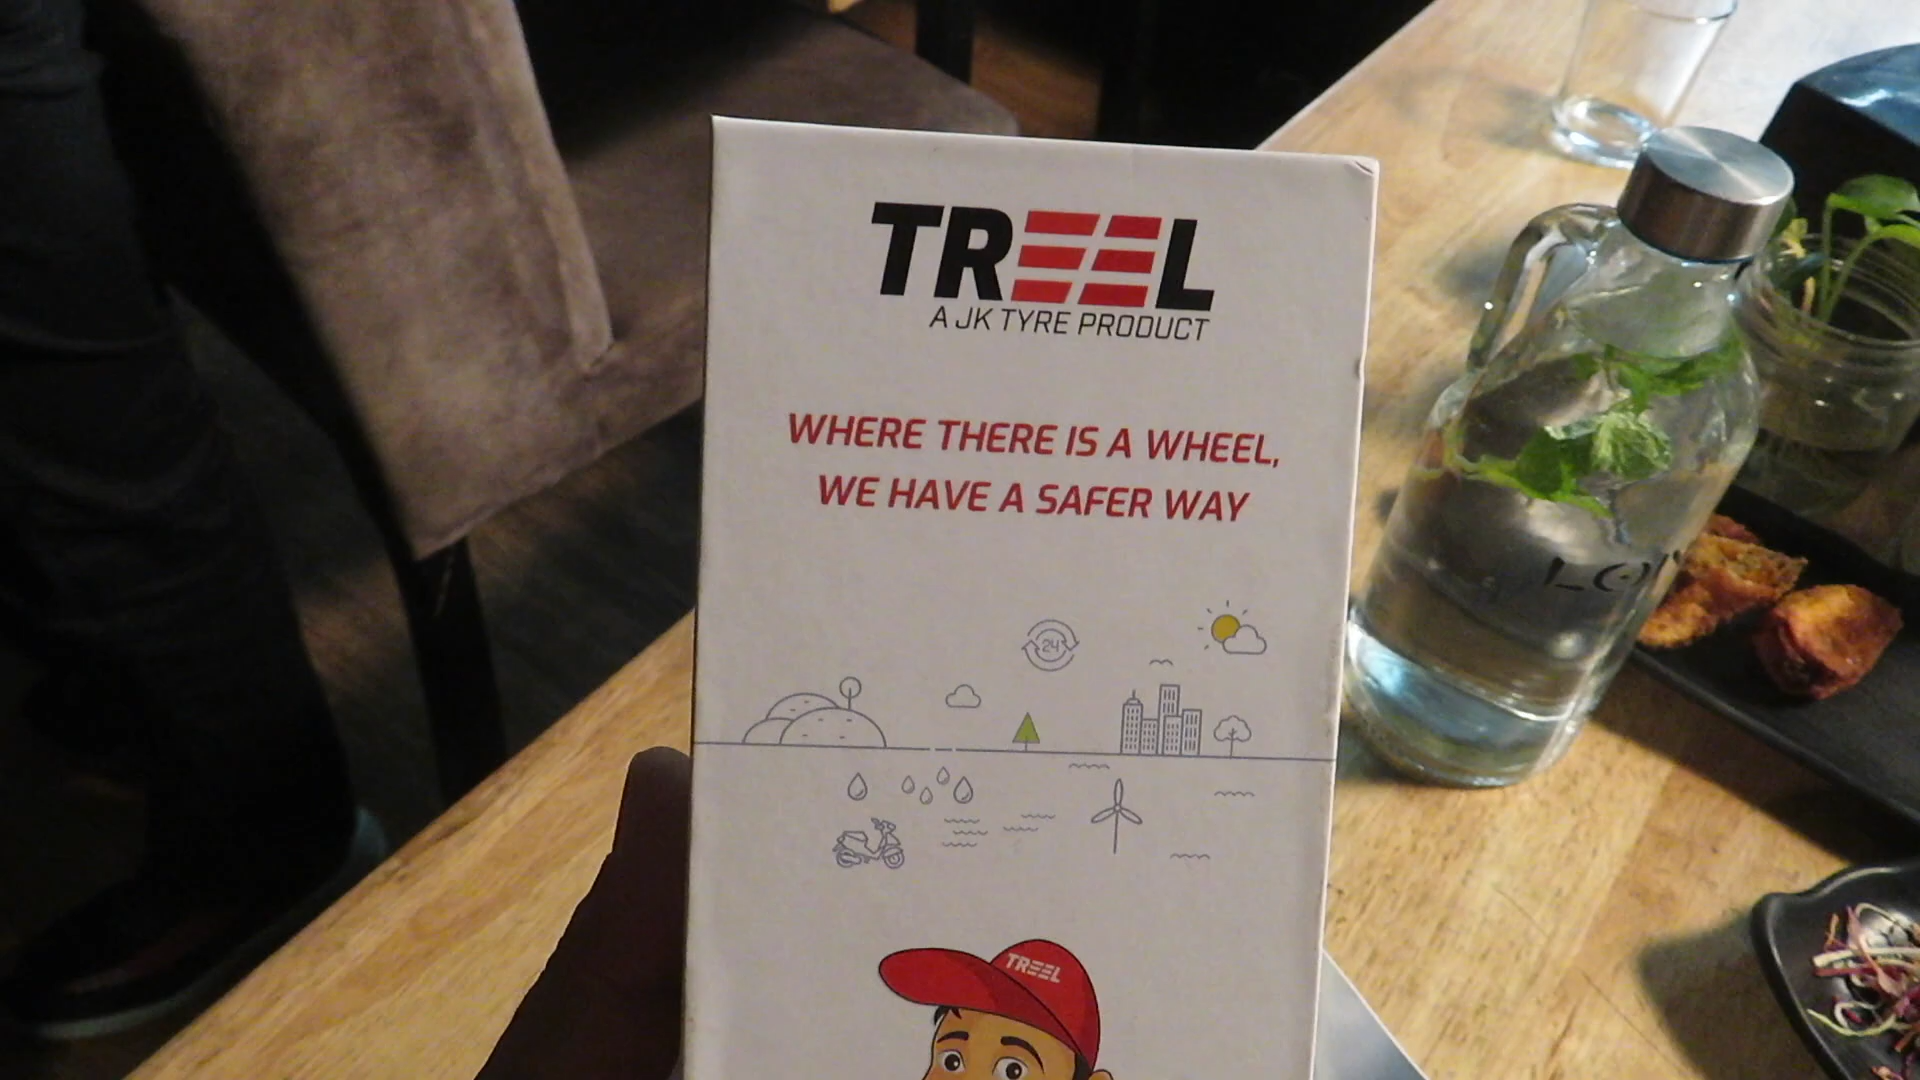 TREEL
A JK TYRE PRODUCT
WHERE THERE IS A WHEEL,
WE HAVE A SAFER WAY
24
TREEL